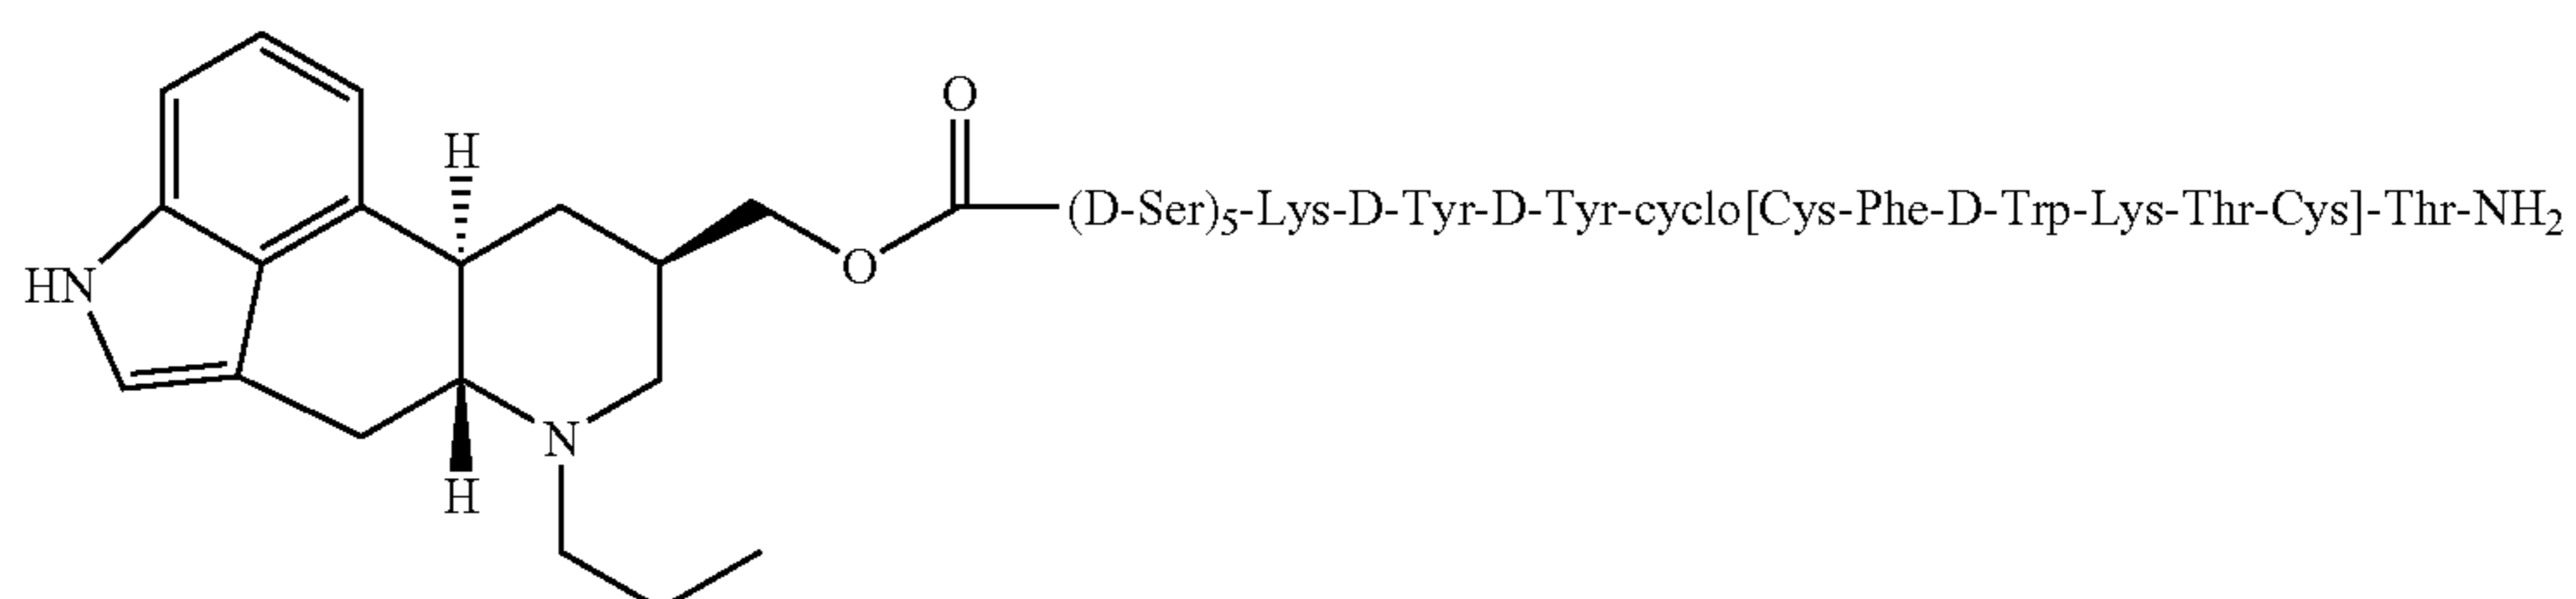 O
H
(D-Ser)5-Lys-D-Tyr-D-Tyr-cyclo[Cys-Phe-D-Trp-Lys-Thr-Cys]-Thr-NH2
O
HN
N
H